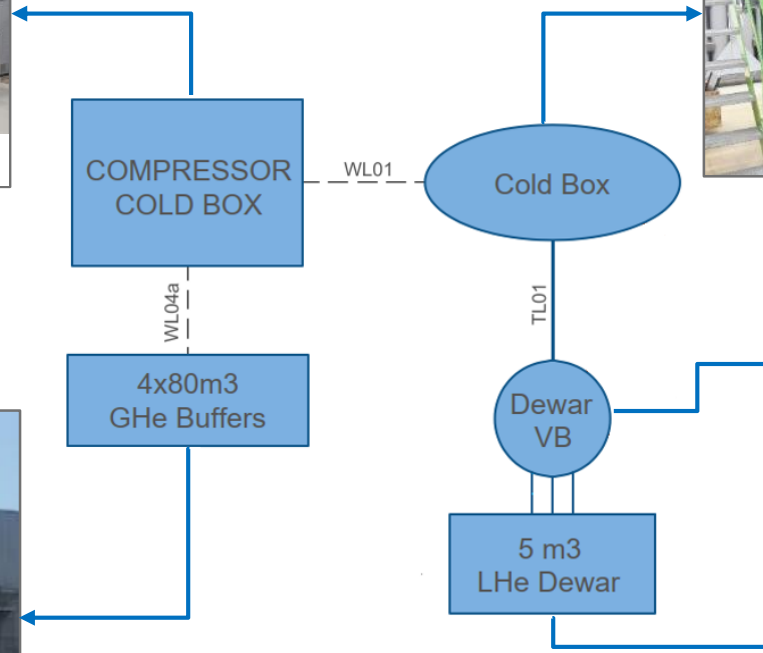 COMPRESSOR
COLD BOX
WL01
Cold Box
WL04a
TL01
4x80m3
GHe Buffers
Dewar
VB
5 m3
LHe Dewar